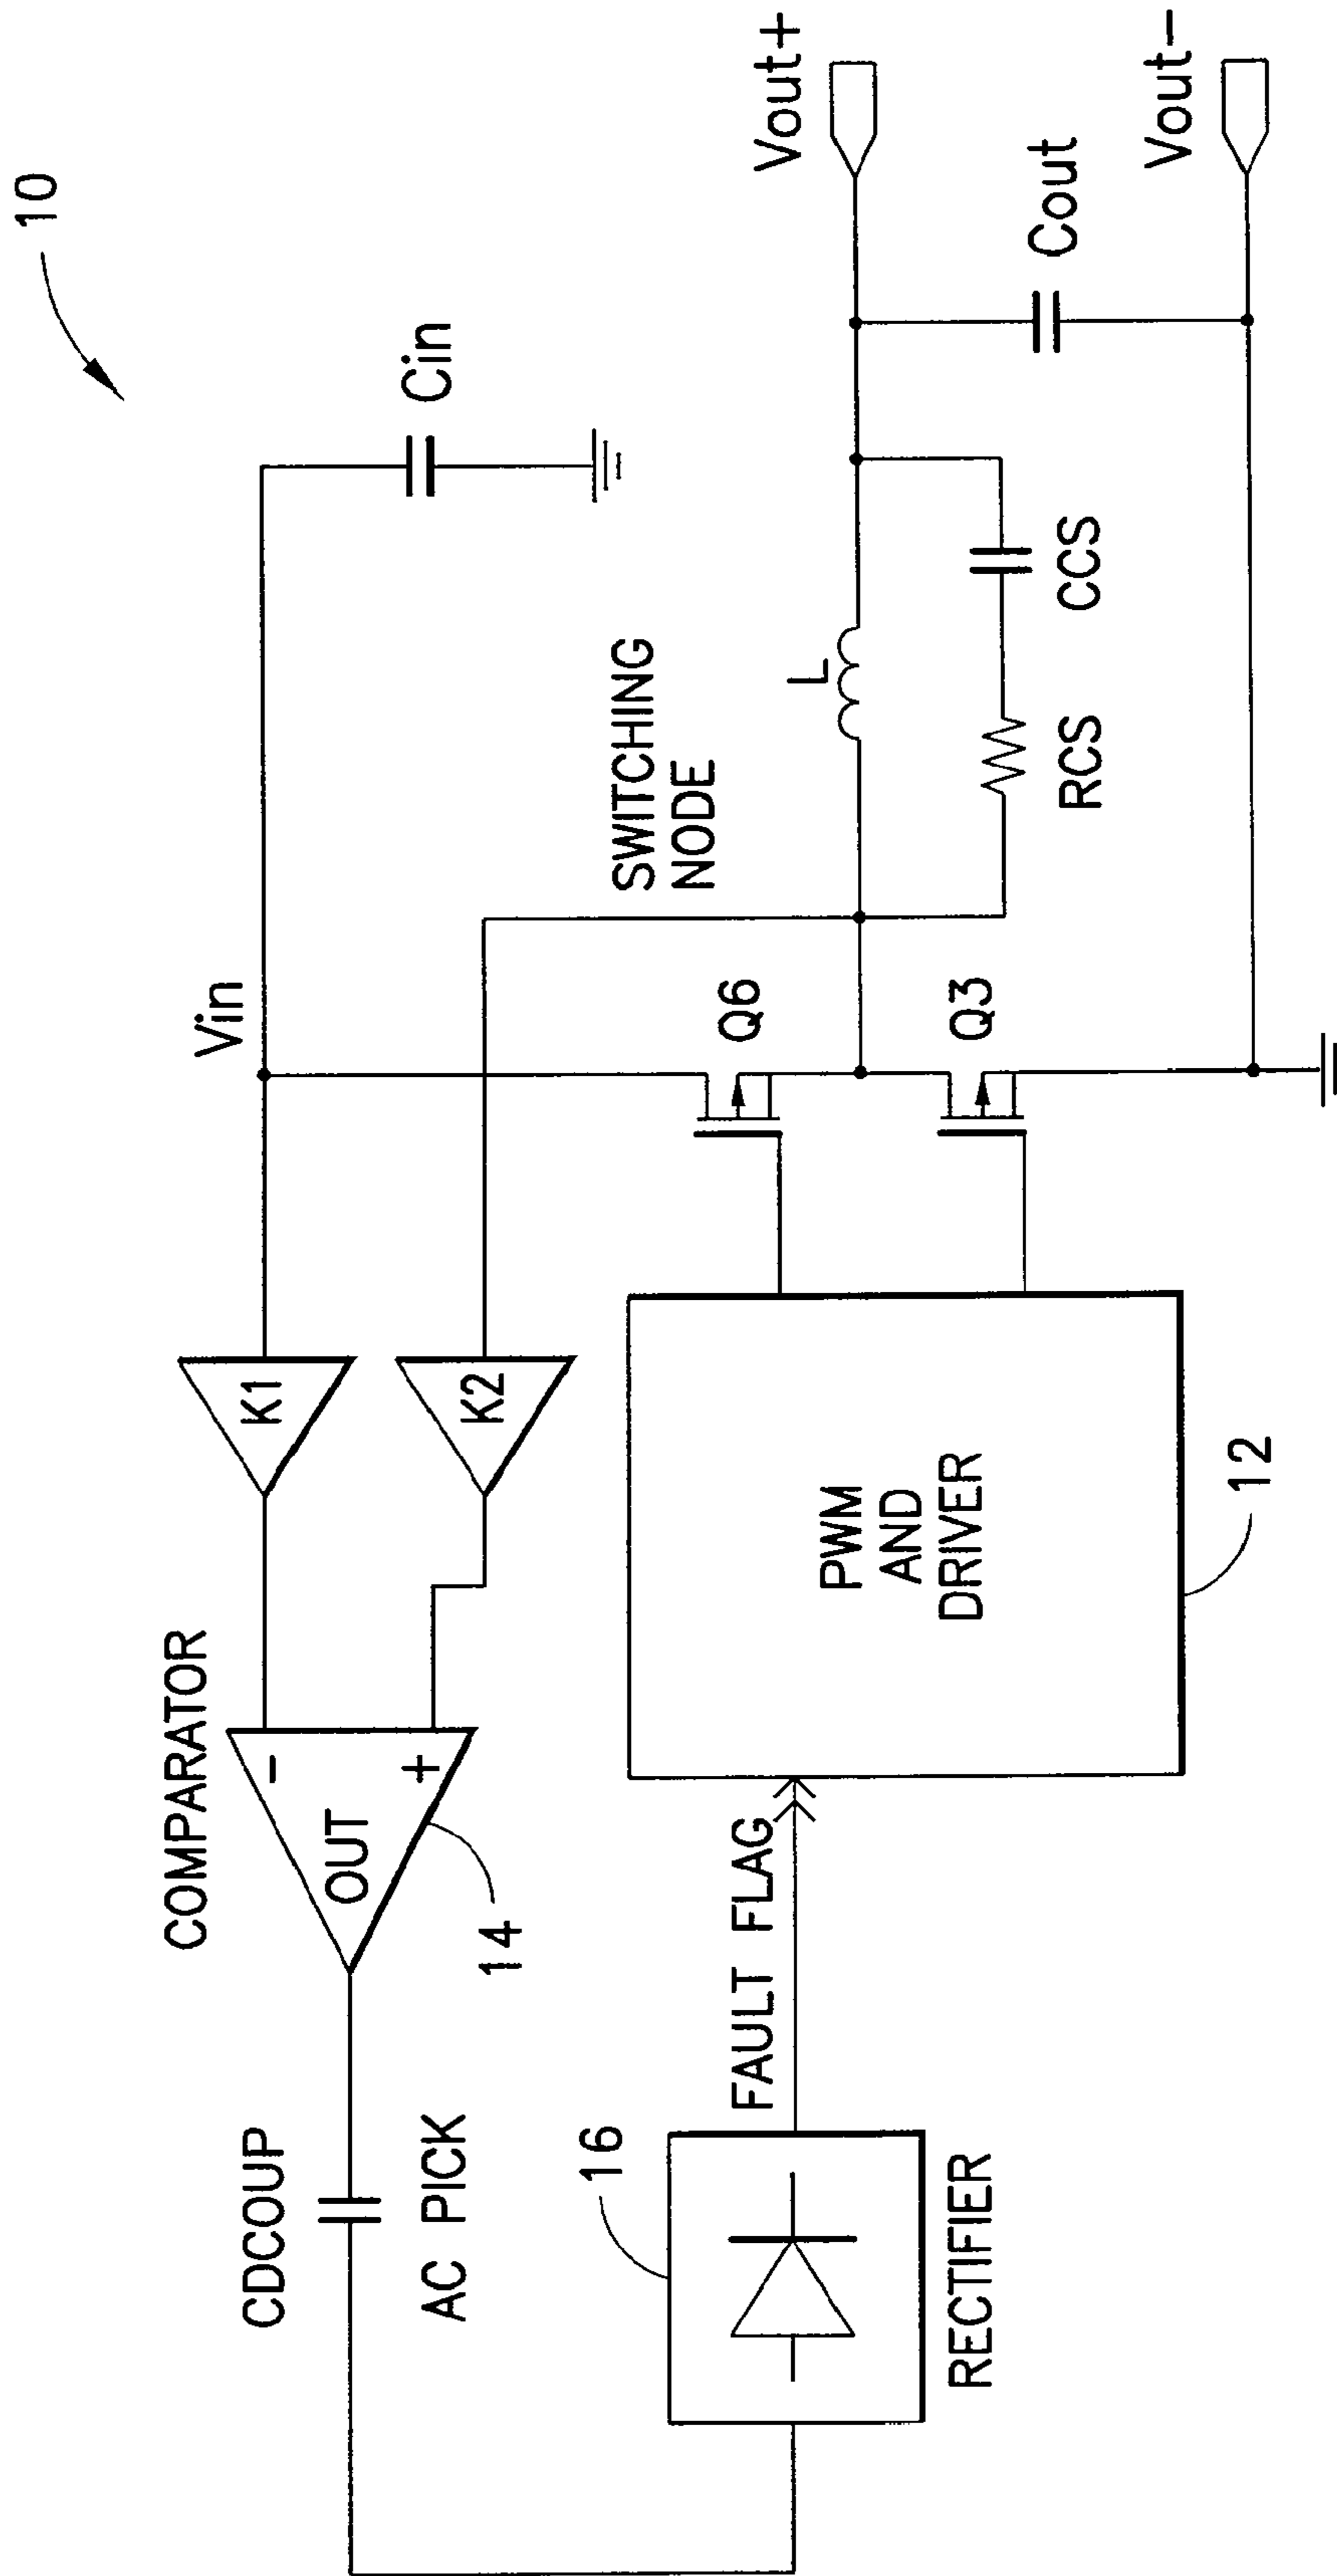 10
Vin
Cin
COMPARATOR
K1
K2
-
+
OUT
14
SWITCHING
NODE
CDCOUP
AC PICK
L
Vout+
Q6
RCS
CCS
Cout
Q3
Vout-
16
FAULT FLAG
PWM
AND
DRIVER
RECTIFIER
12